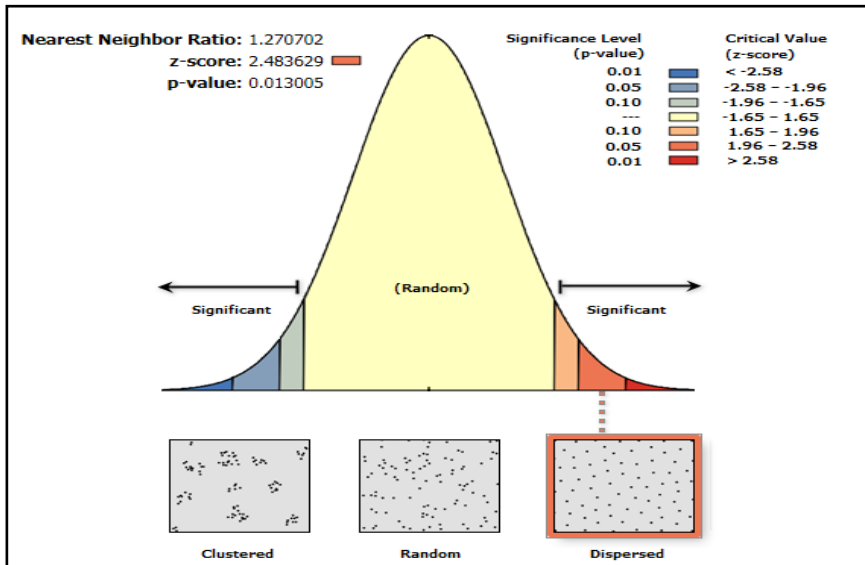 Nearest Neighbor Ratio: 1.270702
z-score: 2.483629
p-value: 0.013005
Significance Level
(p-value)
Critical Value
(z-score)
0.01 < -2.58
0.05 -2.58 – -1.96
0.10 -1.96 – -1.65
--- -1.65 – 1.65
0.10 1.65 – 1.96
0.05 1.96 – 2.58
0.01 > 2.58
Significant
(Random)
Significant
Clustered
Random
Dispersed